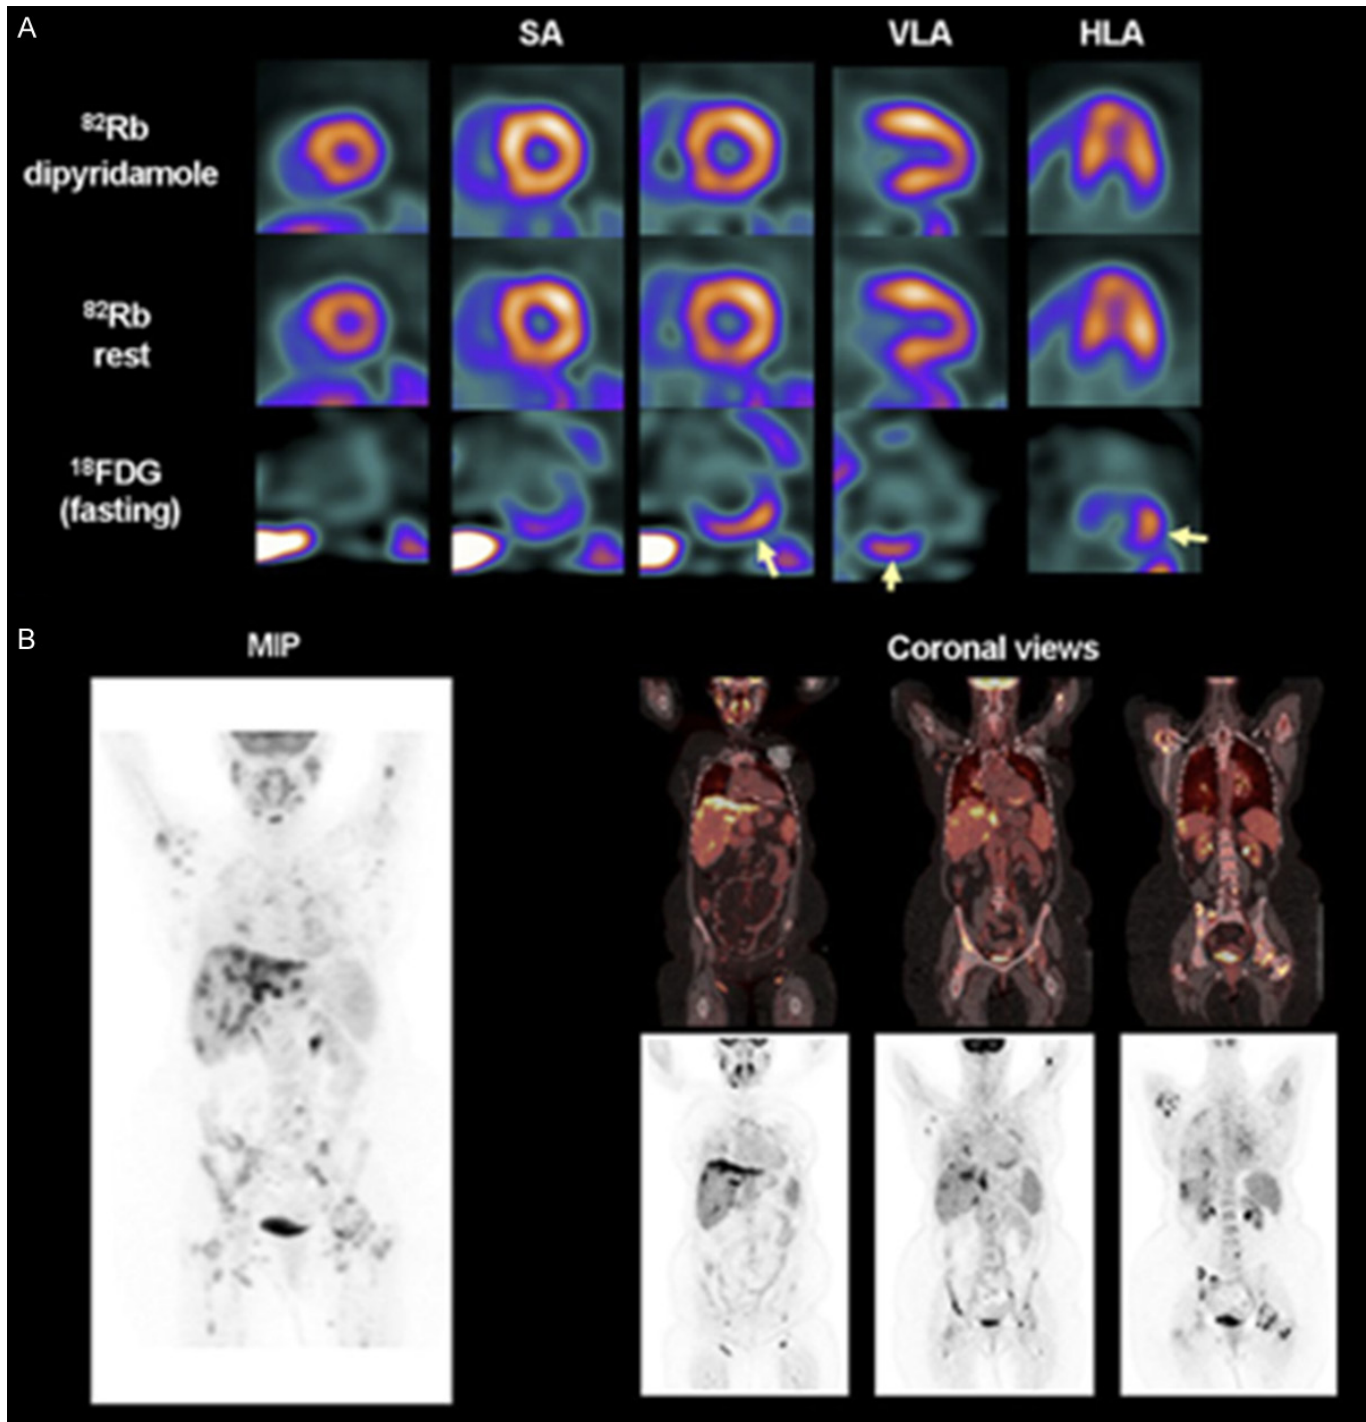 A
SA VLA HLA
⁸²Rb
dipyridamole
⁸²Rb
rest
¹⁸FDG
(fasting)
B
MIP
Coronal views